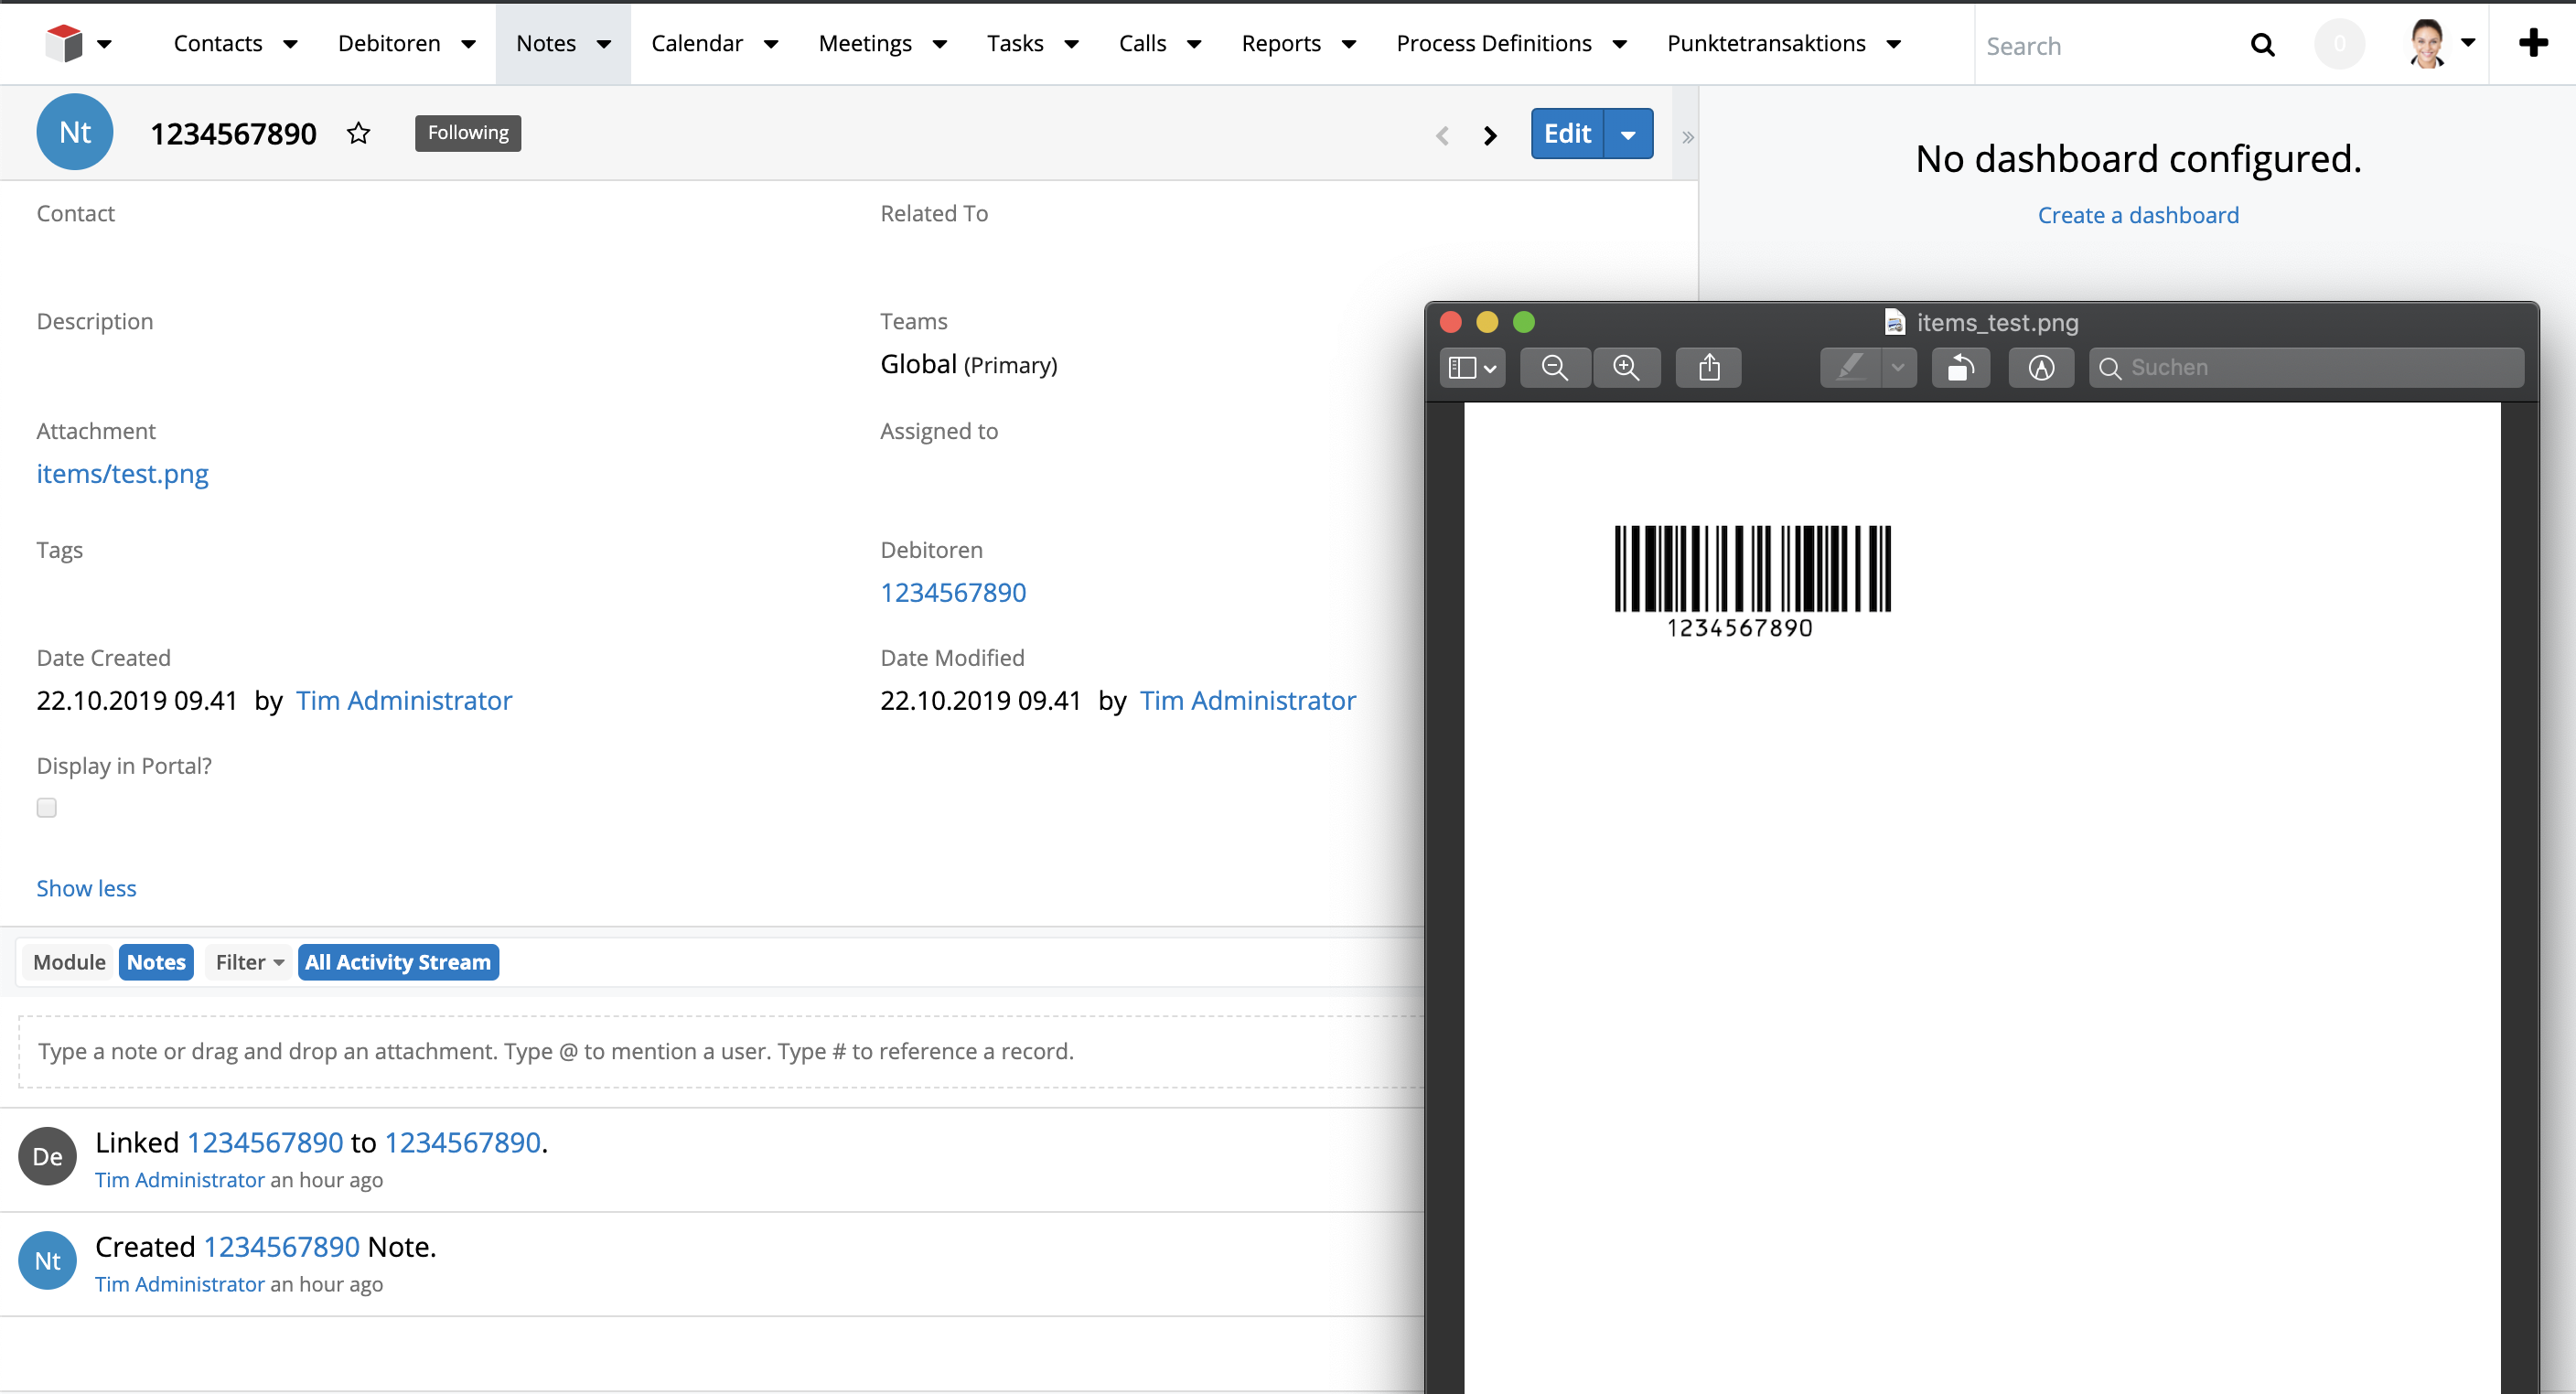 Contacts Debitoren Notes Calendar Meetings Tasks Calls Reports Process Definitions Punktetransaktions Search 0
Nt 1234567890 Following Edit
No dashboard configured.
Create a dashboard
Contact Related To
Description Teams
Global (Primary)
Attachment Assigned to
items/test.png
Tags Debitoren
1234567890
Date Created Date Modified
22.10.2019 09.41 by Tim Administrator 22.10.2019 09.41 by Tim Administrator
Display in Portal?
Show less
Module Notes Filter All Activity Stream
Type a note or drag and drop an attachment. Type @ to mention a user. Type # to reference a record.
De Linked 1234567890 to 1234567890.
Tim Administrator an hour ago
Nt Created 1234567890 Note.
Tim Administrator an hour ago
items_test.png
Suchen
1234567890